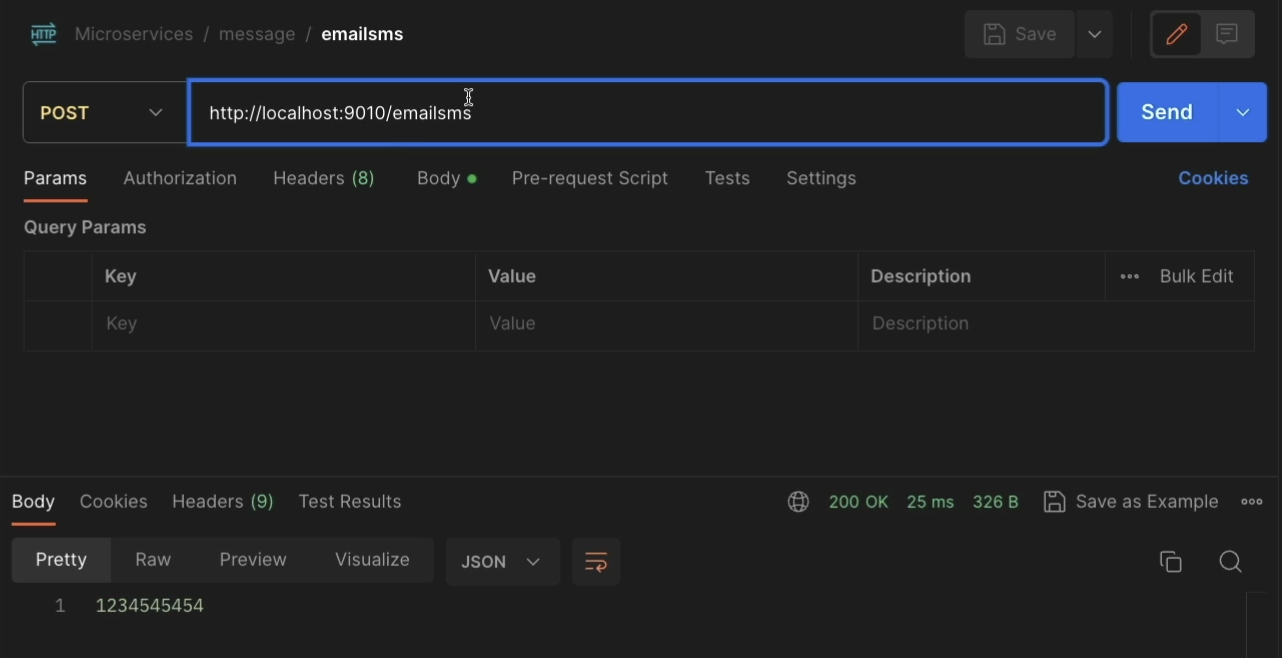 HTTP Microservices / message / emailsms Save
POST http://localhost:9010/emailsms Send
Params Authorization Headers (8) Body Pre-request Script Tests Settings Cookies
Query Params
Key Value Description Bulk Edit
Key Value Description
Body Cookies Headers (9) Test Results 200 OK 25 ms 326 B Save as Example
Pretty Raw Preview Visualize JSON
1 1234545454